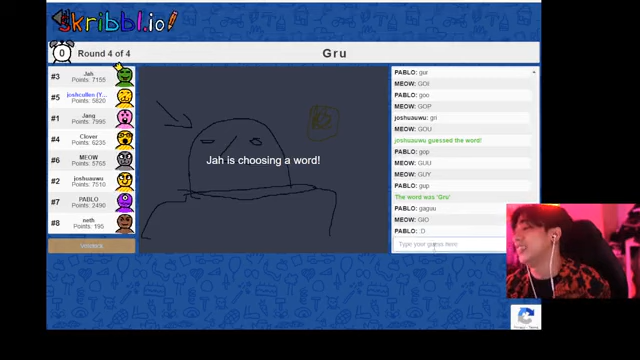 skribbl.io
0
Round 4 of 4
Gru
#3
Jah
Points: 7155
#5
joshcullen (Y...
Points: 5820
#1
Jang
Points: 7995
#4
Clover
Points: 6235
#6
MEOW
Points: 5765
#2
joshuauwu
Points: 7510
#7
PABLO
Points: 2490
#8
neth
Points: 195
Jah is choosing a word!
PABLO: gur
MEOW: GOI
PABLO: goo
MEOW: GOP
joshuauwu: gri
MEOW: GOU
joshuauwu guessed the word!
PABLO: gop
MEOW: GUU
MEOW: GUY
PABLO: gup
The word was 'Gru'
PABLO: gaguu
MEOW: GIO
PABLO: :O
Type your guess here
Privacy - Terms